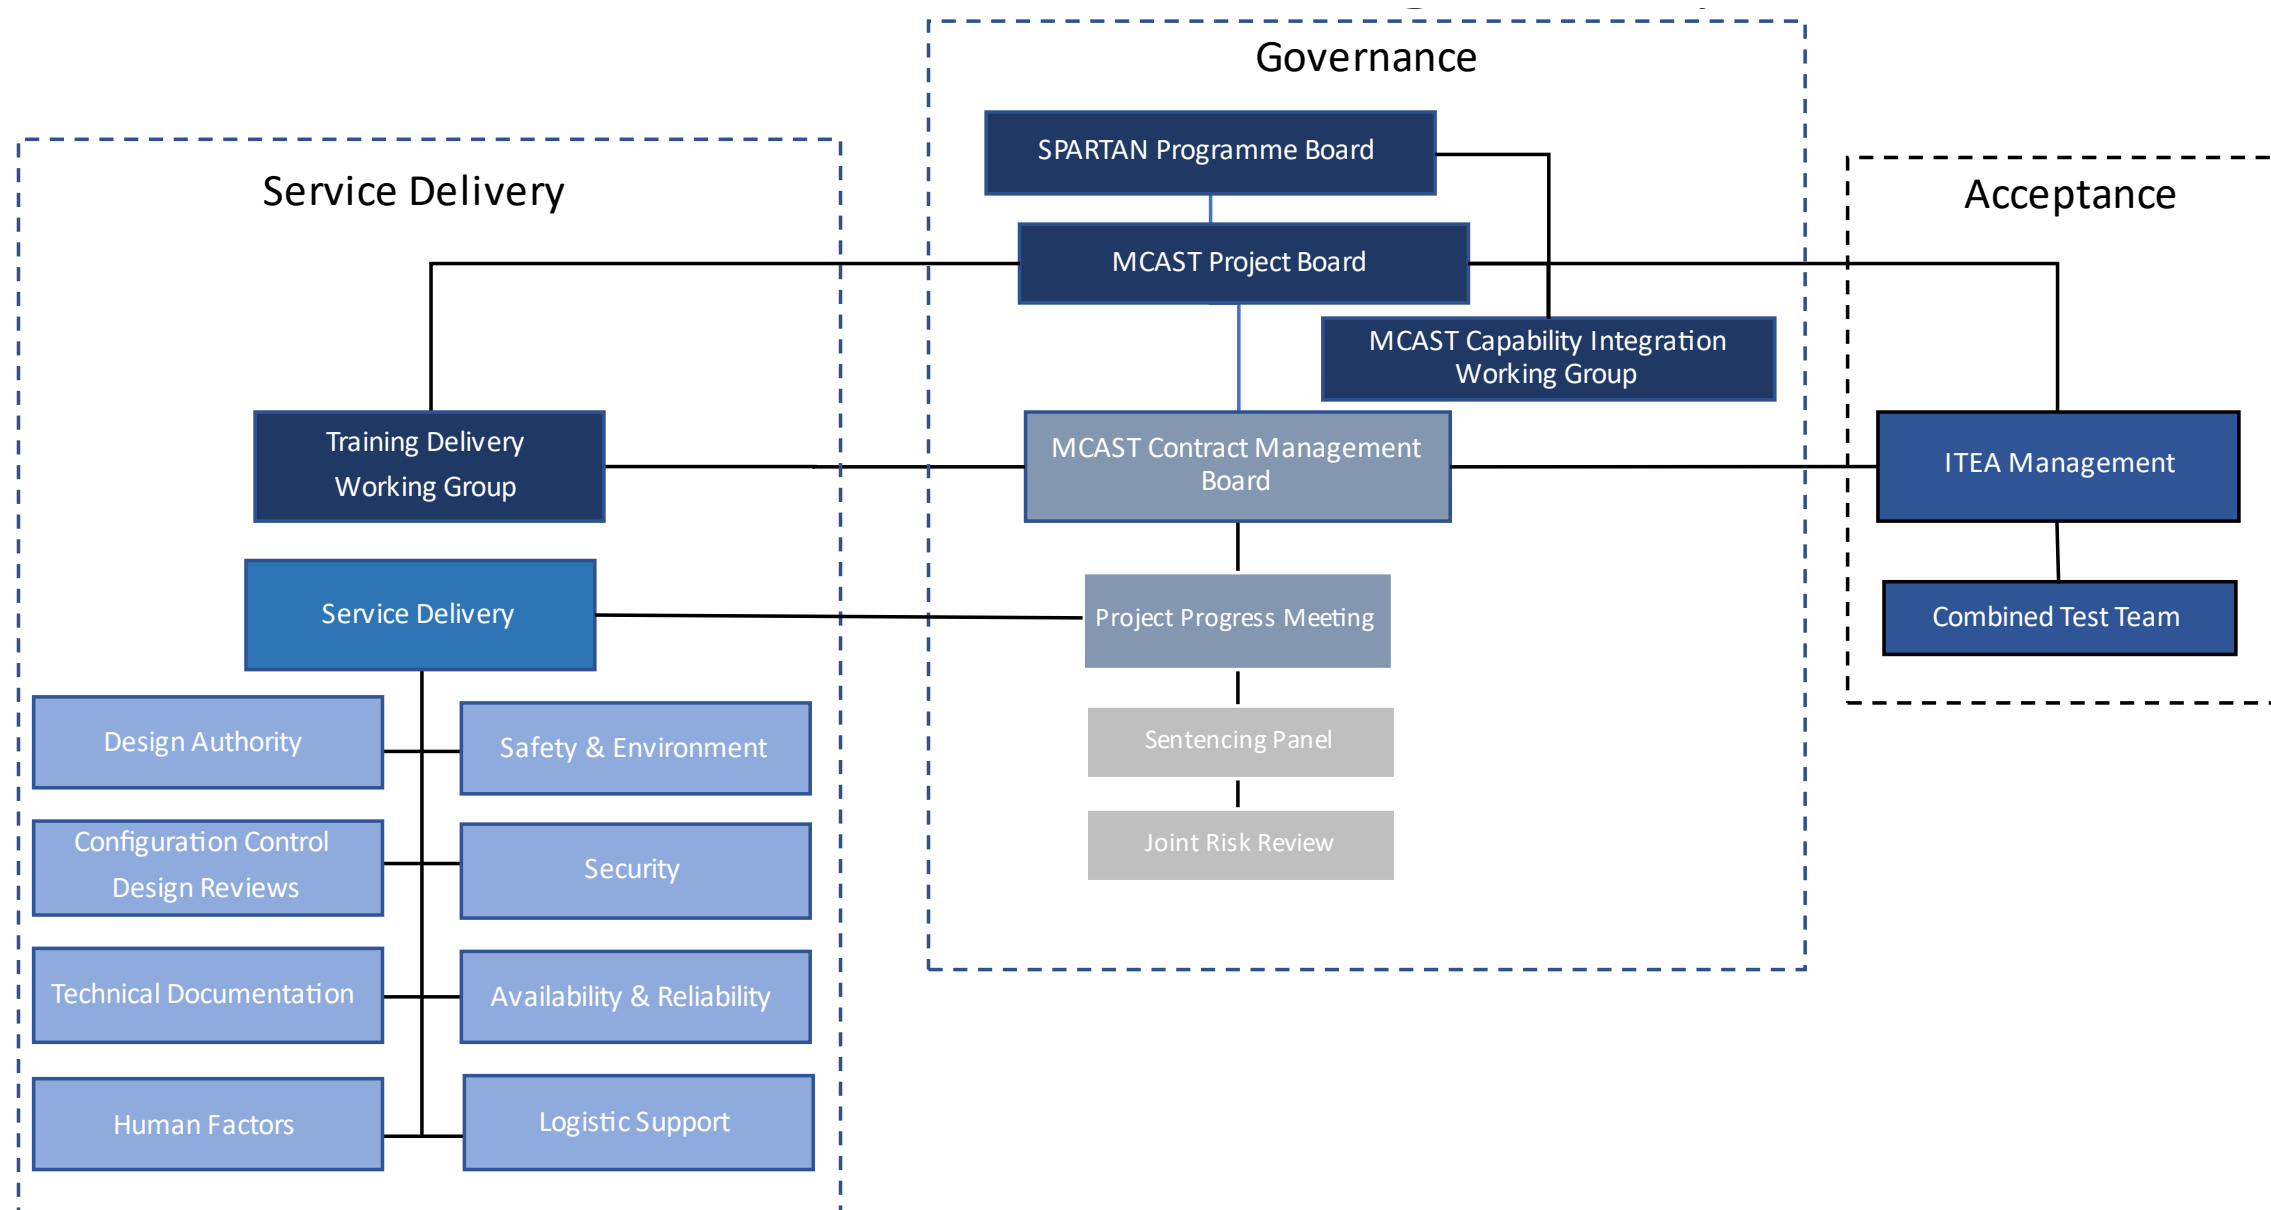 Governance
SPARTAN Programme Board
Service Delivery
Acceptance
MCAST Project Board
MCAST Capability Integration
Working Group
Training Delivery
Working Group
MCAST Contract Management
Board
ITEA Management
Service Delivery
Project Progress Meeting
Combined Test Team
Design Authority
Safety & Environment
Sentencing Panel
Configuration Control
Design Reviews
Security
Joint Risk Review
Technical Documentation
Availability & Reliability
Human Factors
Logistic Support